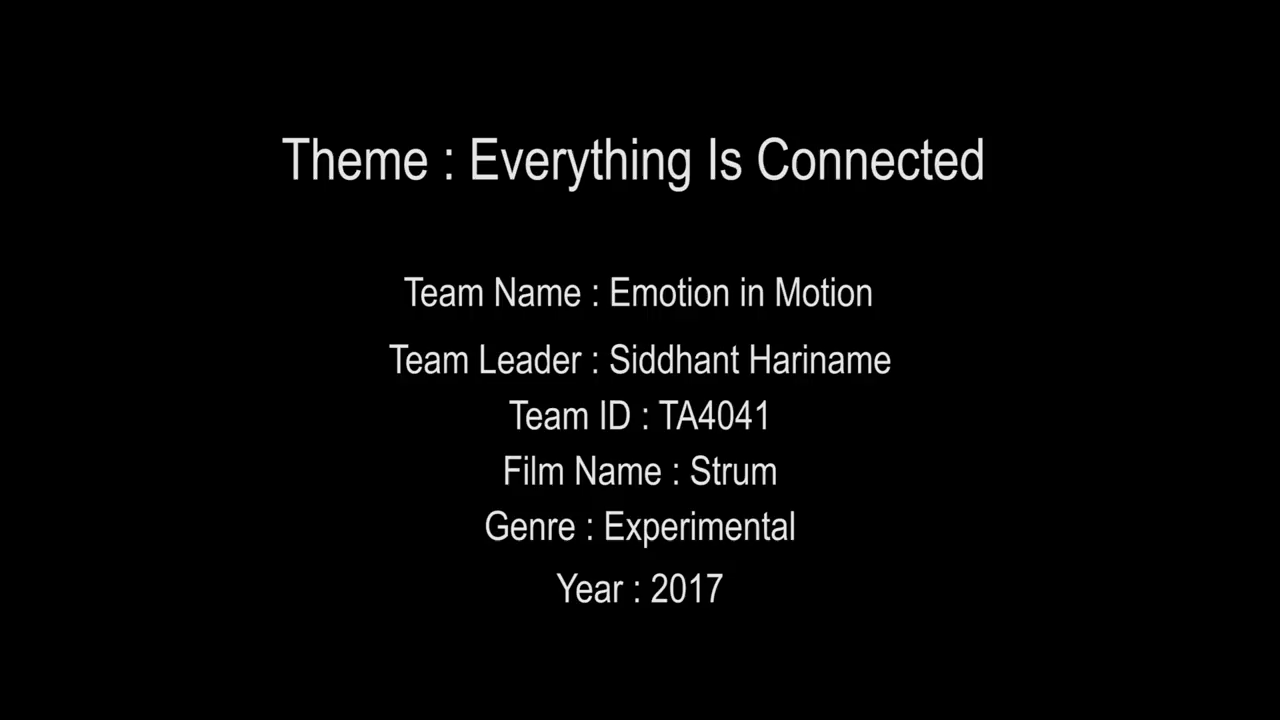 Theme : Everything Is Connected
Team Name : Emotion in Motion
Team Leader : Siddhant Hariname
Team ID : TA4041
Film Name : Strum
Genre : Experimental
Year : 2017